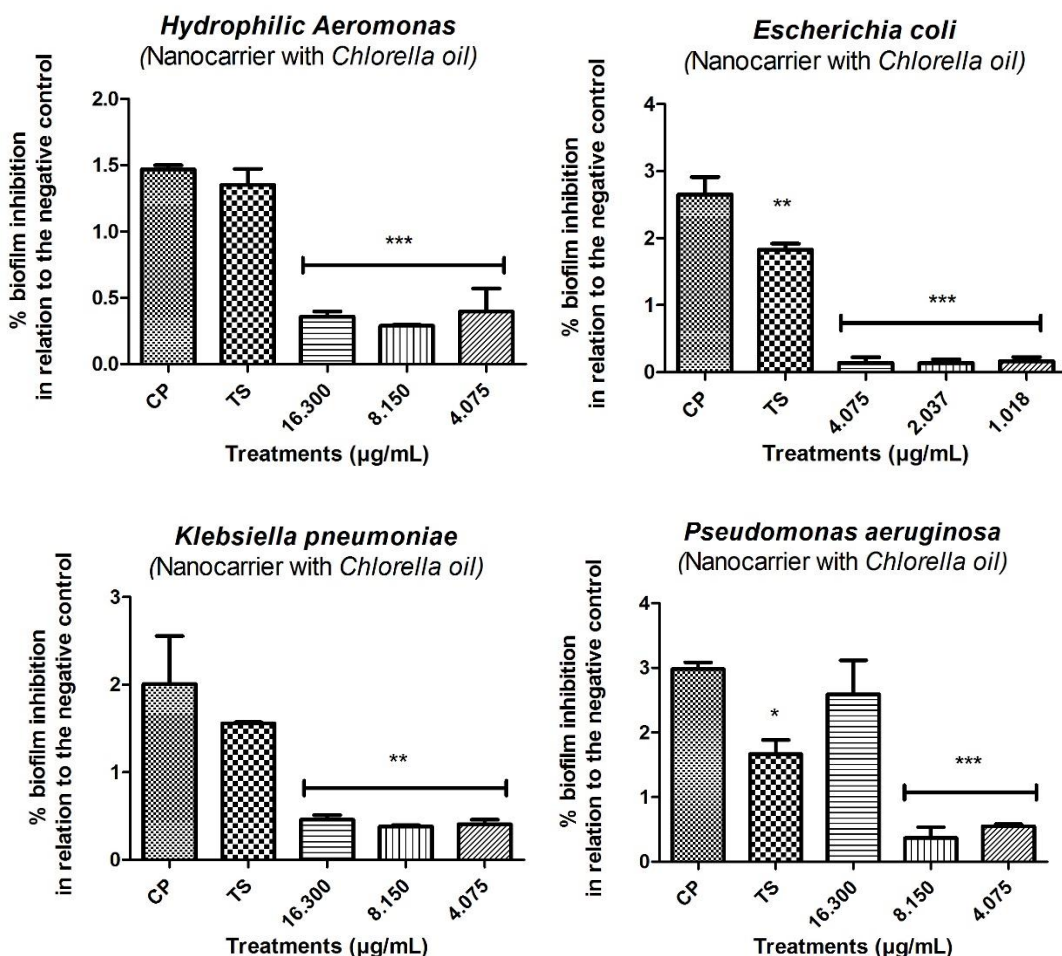 Hydrophilic Aeromonas
(Nanocarrier with Chlorella oil)
% biofilm inhibition
in relation to the negative control
2.0
1.5
1.0
0.5
0.0
***
CP
TS
16.300
8.150
4.075
Treatments (µg/mL)
Escherichia coli
(Nanocarrier with Chlorella oil)
% biofilm inhibition
in relation to the negative control
4
3
2
1
0
**
***
CP
TS
4.075
2.037
1.018
Treatments (µg/mL)
Klebsiella pneumoniae
(Nanocarrier with Chlorella oil)
% biofilm inhibition
in relation to the negative control
3
2
1
0
**
CP
TS
16.300
8.150
4.075
Treatments (µg/mL)
Pseudomonas aeruginosa
(Nanocarrier with Chlorella oil)
% biofilm inhibition
in relation to the negative control
4
3
2
1
0
*
***
CP
TS
16.300
8.150
4.075
Treatments (µg/mL)